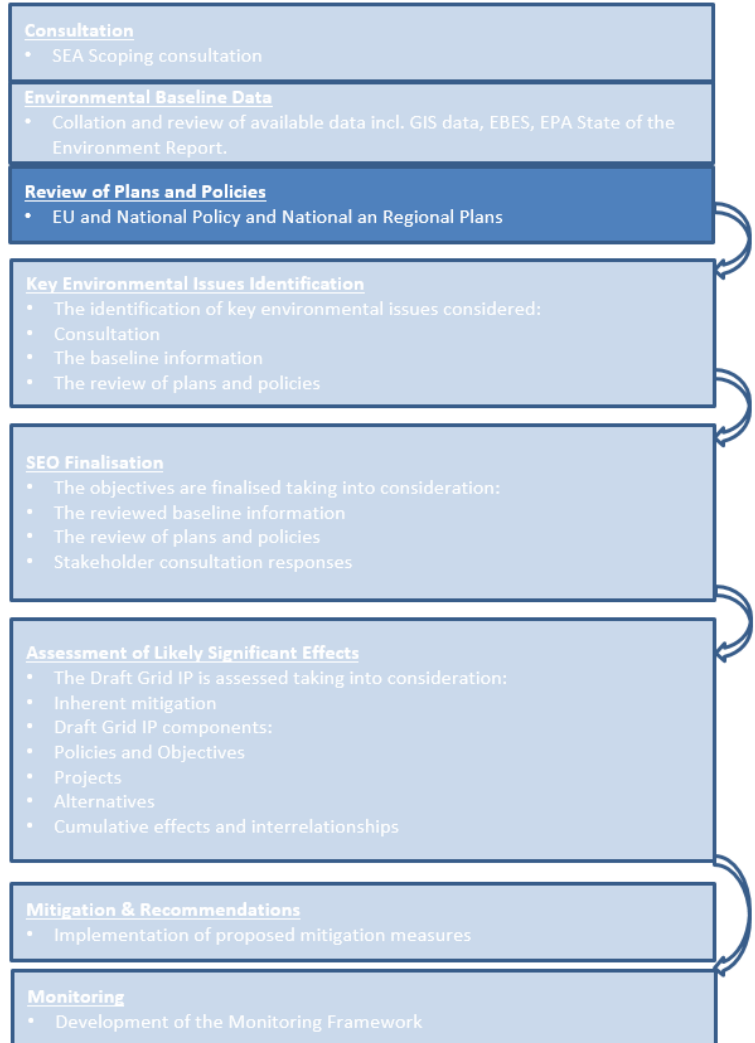 Consultation
• SEA Scoping consultation
Environmental Baseline Data
• Collation and review of available data incl. GIS data, EBES, EPA State of the
Environment Report.
Review of Plans and Policies
• EU and National Policy and National an Regional Plans
Key Environmental Issues Identification
• The identification of key environmental issues considered:
• Consultation
• The baseline information
• The review of plans and policies
SEO Finalisation
• The objectives are finalised taking into consideration:
• The reviewed baseline information
• The review of plans and policies
• Stakeholder consultation responses
Assessment of Likely Significant Effects
• The Draft Grid IP is assessed taking into consideration:
• Inherent mitigation
• Draft Grid IP components:
• Policies and Objectives
• Projects
• Alternatives
• Cumulative effects and interrelationships
Mitigation & Recommendations
• Implementation of proposed mitigation measures
Monitoring
• Development of the Monitoring Framework